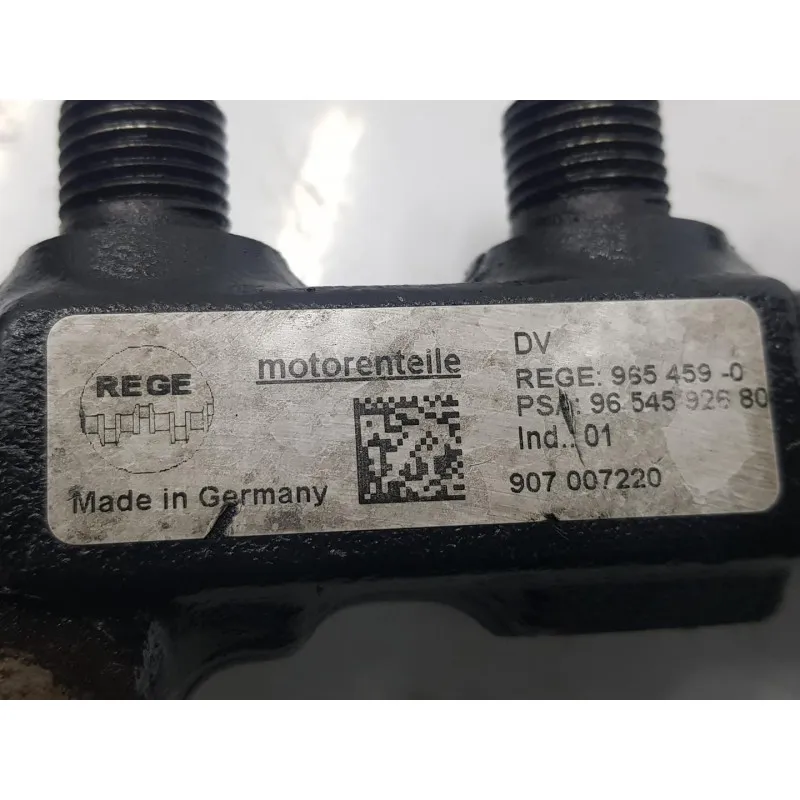 REGE
motorenteile
Made in Germany
DV
REGE: 965 459 -0
PSA: 96 545 926 80
Ind.: 01
907 007220